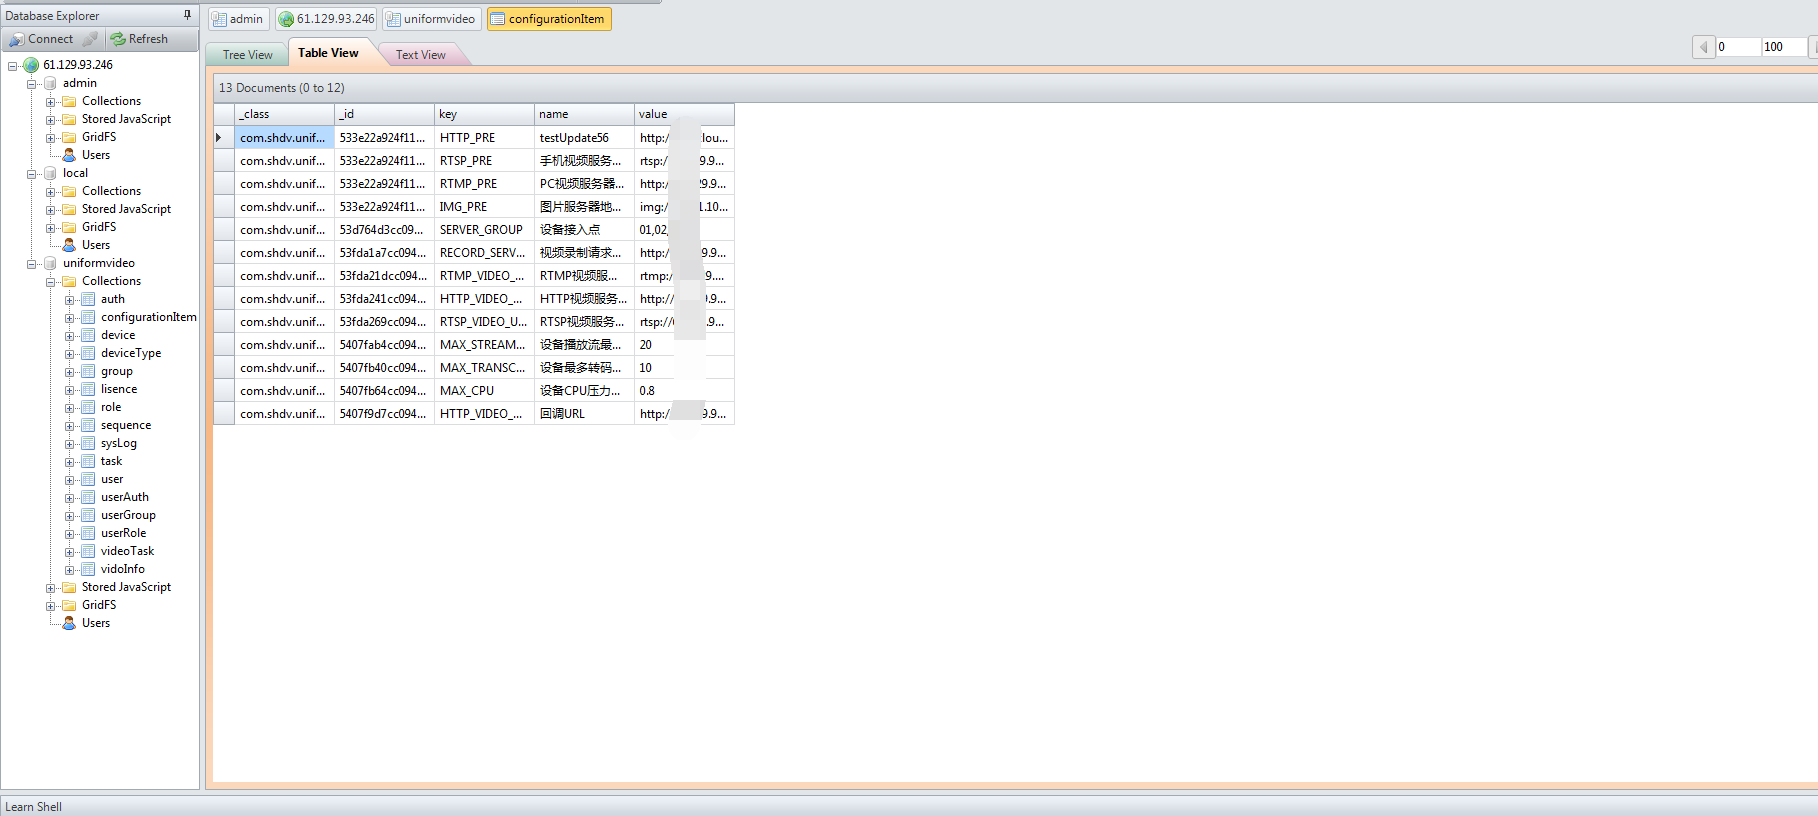 Database Explorer
Connect Refresh
61.129.93.246
admin
Collections
Stored JavaScript
GridFS
Users
local
Collections
Stored JavaScript
GridFS
Users
uniformvideo
Collections
auth
configurationItem
device
deviceType
group
lisence
role
sequence
sysLog
task
user
userAuth
userGroup
userRole
videoTask
vidoInfo
Stored JavaScript
GridFS
Users
admin 61.129.93.246 uniformvideo configurationItem
Tree View Table View Text View
0 100
13 Documents (0 to 12)
_class _id key name value
com.shdv.unif... 533e22a924f11... HTTP_PRE testUpdate56 http: lou...
com.shdv.unif... 533e22a924f11... RTSP_PRE 手机视频服务... rtsp:/ 9.9...
com.shdv.unif... 533e22a924f11... RTMP_PRE PC视频服务器... http: 29.9...
com.shdv.unif... 533e22a924f11... IMG_PRE 图片服务器地... img:/ 1.10...
com.shdv.unif... 53d764d3cc09... SERVER_GROUP 设备接入点 01,02,
com.shdv.unif... 53fda1a7cc094... RECORD_SERV... 视频录制请求... http:/ 9.9...
com.shdv.unif... 53fda21dcc094... RTMP_VIDEO_... RTMP视频服... rtmp: 9....
com.shdv.unif... 53fda241cc094... HTTP_VIDEO_... HTTP视频服务... http:/ .9...
com.shdv.unif... 53fda269cc094... RTSP_VIDEO_U... RTSP视频服务... rtsp:// .9...
com.shdv.unif... 5407fab4cc094... MAX_STREAM... 设备播放流最... 20
com.shdv.unif... 5407fb40cc094... MAX_TRANSC... 设备最多转码... 10
com.shdv.unif... 5407fb64cc094... MAX_CPU 设备CPU压力... 0.8
com.shdv.unif... 5407f9d7cc094... HTTP_VIDEO_... 回调URL http: 9.9...
Learn Shell